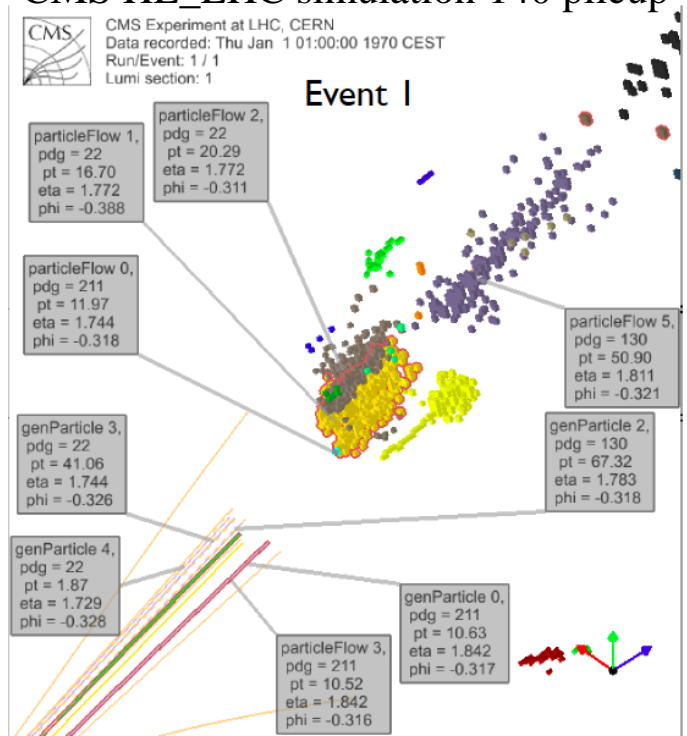 CMS HL_LHC simulation 140 pileup
CMS
CMS Experiment at LHC, CERN
Data recorded: Thu Jan 1 01:00:00 1970 CEST
Run/Event: 1 / 1
Lumi section: 1
Event 1
particleFlow 2,
pdg = 22
pt = 20.29
eta = 1.772
phi = -0.311
particleFlow 1,
pdg = 22
pt = 16.70
eta = 1.772
phi = -0.388
particleFlow 0,
pdg = 211
pt = 11.97
eta = 1.744
phi = -0.318
particleFlow 5,
pdg = 130
pt = 50.90
eta = 1.811
phi = -0.321
genParticle 3,
pdg = 22
pt = 41.06
eta = 1.744
phi = -0.326
genParticle 2,
pdg = 130
pt = 67.32
eta = 1.783
phi = -0.318
genParticle 4,
pdg = 22
pt = 1.87
eta = 1.729
phi = -0.328
genParticle 0,
pdg = 211
pt = 10.63
eta = 1.842
phi = -0.317
particleFlow 3,
pdg = 211
pt = 10.52
eta = 1.842
phi = -0.316